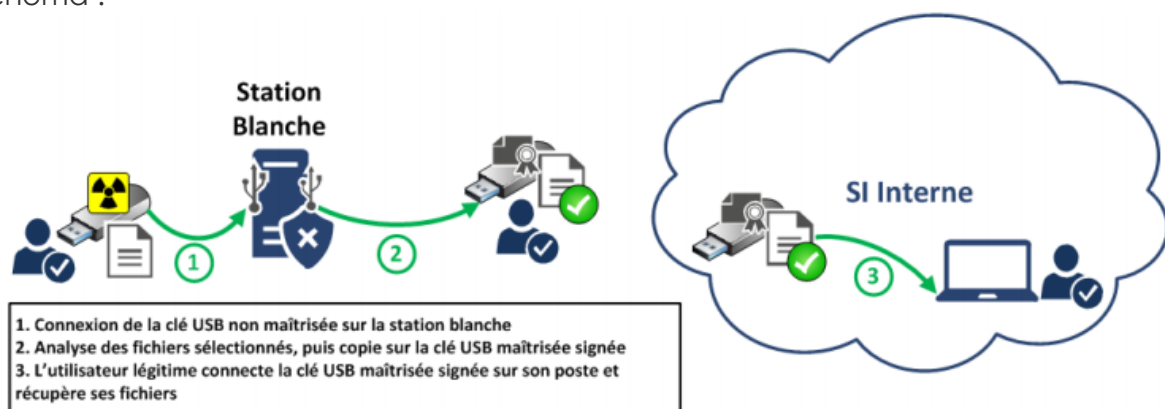 Station
Blanche
1
2
SI Interne
3
1. Connexion de la clé USB non maîtrisée sur la station blanche
2. Analyse des fichiers sélectionnés, puis copie sur la clé USB maîtrisée signée
3. L'utilisateur légitime connecte la clé USB maîtrisée signée sur son poste et
récupère ses fichiers